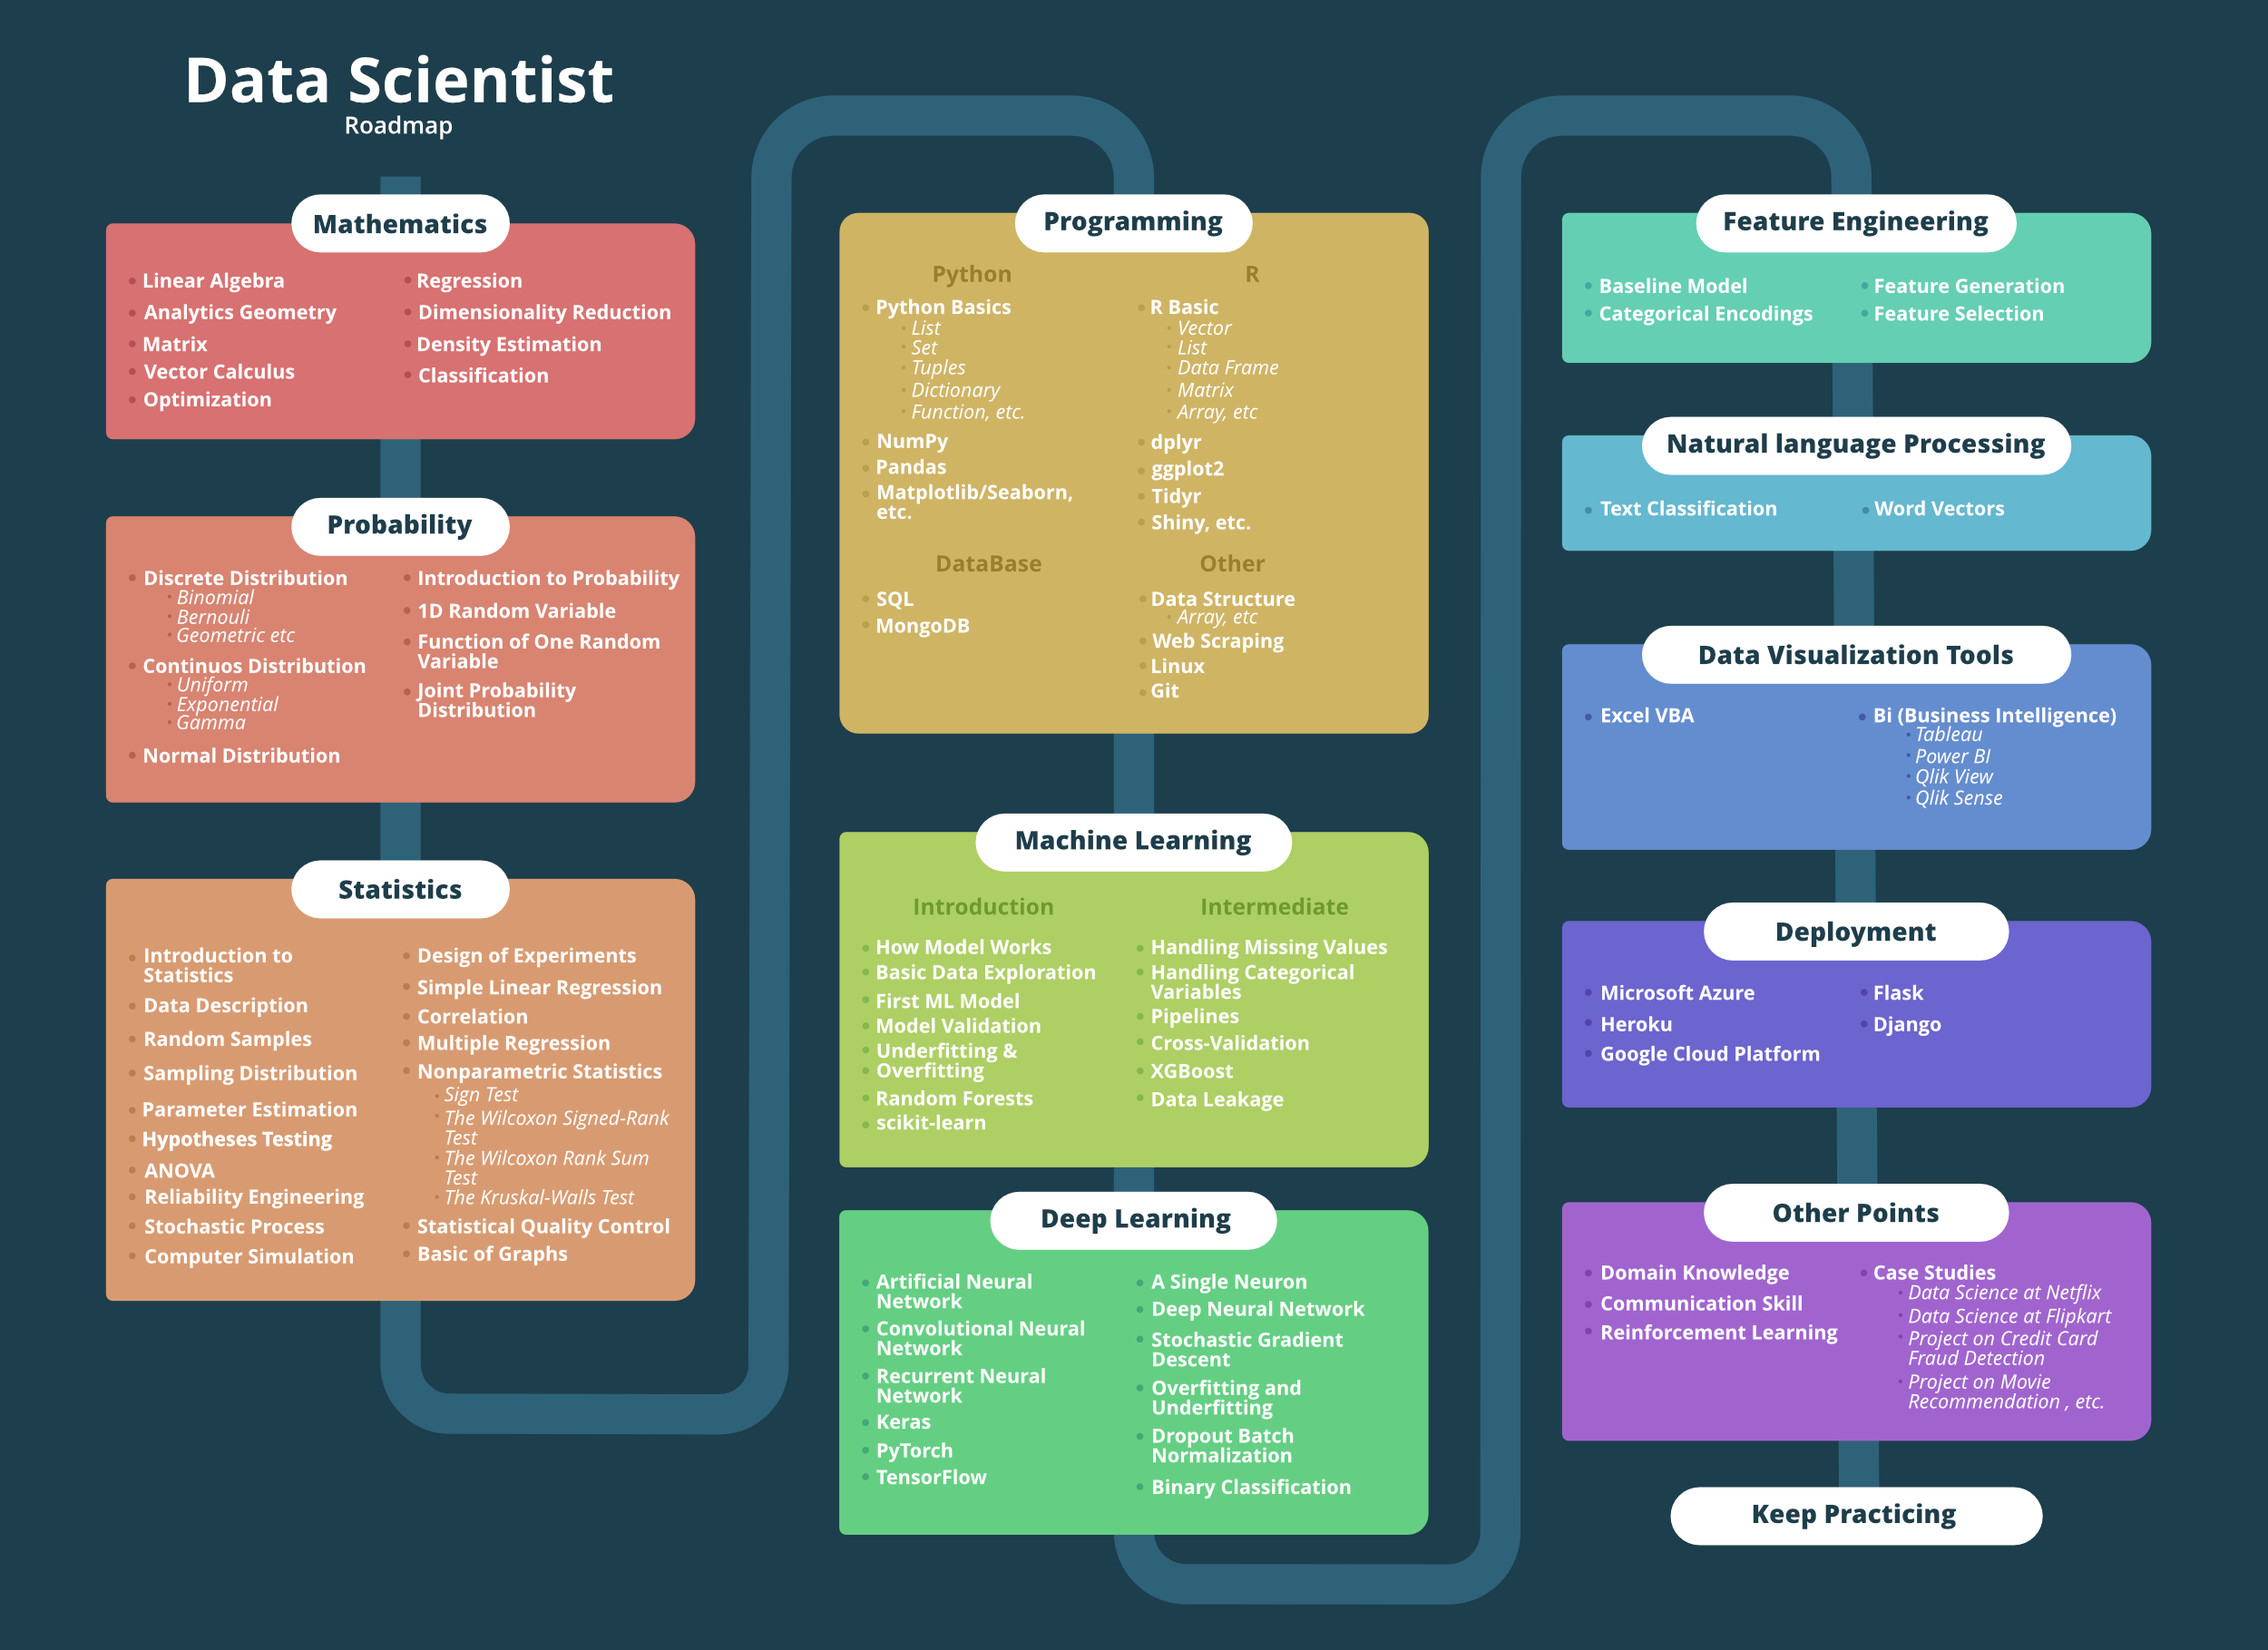 Data Scientist
Roadmap
Mathematics
Linear Algebra
Analytics Geometry
Matrix
Vector Calculus
Optimization
Regression
Dimensionality Reduction
Density Estimation
Classification
Probability
Discrete Distribution
Binomial
Bernouli
Geometric etc
Continuos Distribution
Uniform
Exponential
Gamma
Normal Distribution
Introduction to Probability
1D Random Variable
Function of One Random
Variable
Joint Probability
Distribution
Statistics
Introduction to
Statistics
Data Description
Random Samples
Sampling Distribution
Parameter Estimation
Hypotheses Testing
ANOVA
Reliability Engineering
Stochastic Process
Computer Simulation
Design of Experiments
Simple Linear Regression
Correlation
Multiple Regression
Nonparametric Statistics
Sign Test
The Wilcoxon Signed-Rank
Test
The Wilcoxon Rank Sum
Test
The Kruskal-Walls Test
Statistical Quality Control
Basic of Graphs
Programming
Python
Python Basics
List
Set
Tuples
Dictionary
Function, etc.
NumPy
Pandas
Matplotlib/Seaborn,
etc.
R
R Basic
Vector
List
Data Frame
Matrix
Array, etc
dplyr
ggplot2
Tidyr
Shiny, etc.
DataBase
SQL
MongoDB
Other
Data Structure
Array, etc
Web Scraping
Linux
Git
Machine Learning
Introduction
How Model Works
Basic Data Exploration
First ML Model
Model Validation
Underfitting &
Overfitting
Random Forests
scikit-learn
Intermediate
Handling Missing Values
Handling Categorical
Variables
Pipelines
Cross-Validation
XGBoost
Data Leakage
Deep Learning
Artificial Neural
Network
Convolutional Neural
Network
Recurrent Neural
Network
Keras
PyTorch
TensorFlow
A Single Neuron
Deep Neural Network
Stochastic Gradient
Descent
Overfitting and
Underfitting
Dropout Batch
Normalization
Binary Classification
Feature Engineering
Baseline Model
Categorical Encodings
Feature Generation
Feature Selection
Natural language Processing
Text Classification
Word Vectors
Data Visualization Tools
Excel VBA
Bi (Business Intelligence)
Tableau
Power BI
Qlik View
Qlik Sense
Deployment
Microsoft Azure
Heroku
Google Cloud Platform
Flask
Django
Other Points
Domain Knowledge
Communication Skill
Reinforcement Learning
Case Studies
Data Science at Netflix
Data Science at Flipkart
Project on Credit Card
Fraud Detection
Project on Movie
Recommendation , etc.
Keep Practicing